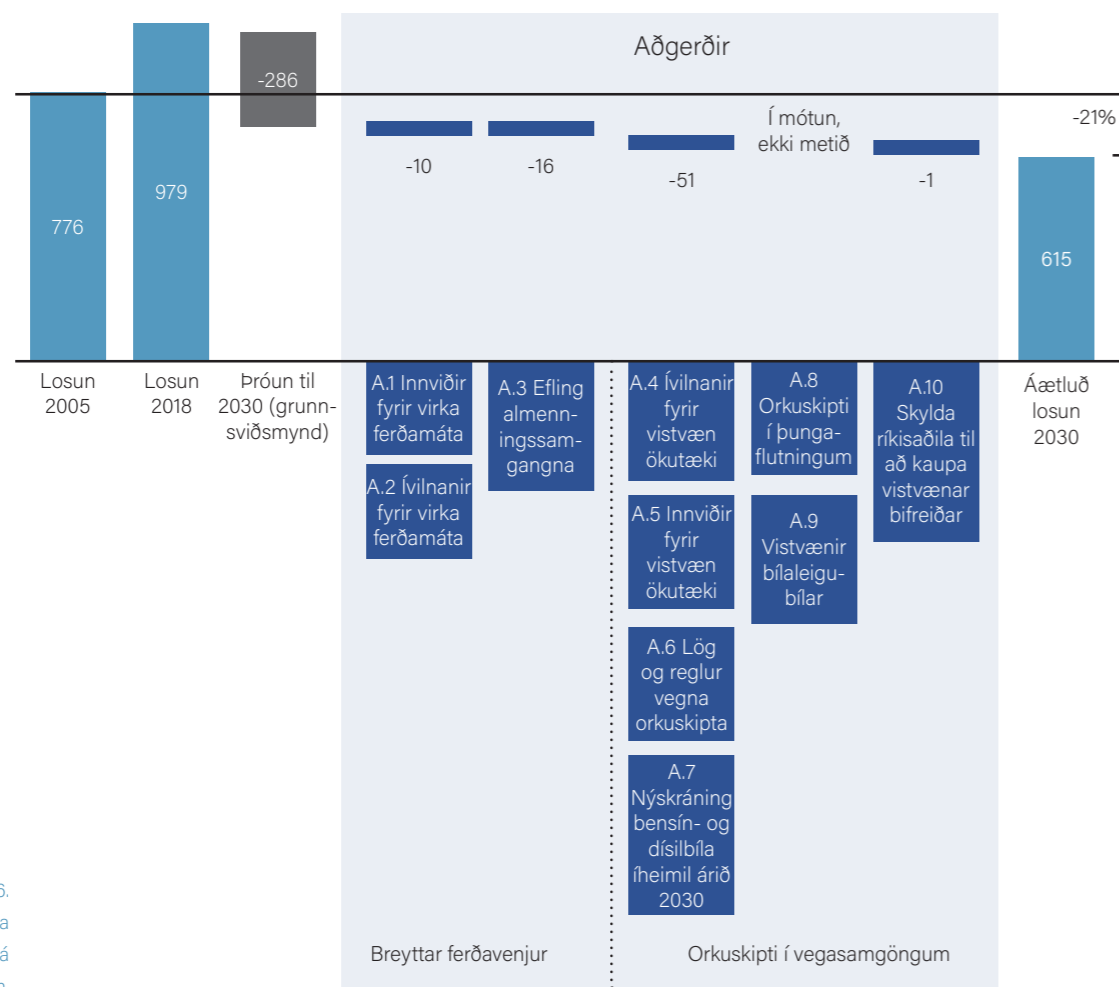 Aðgerðir
776
979
-286
-10
-16
-51
Í mótun,
ekki metið
-1
-21%
615
Losun
2005
Losun
2018
Þróun til
2030 (grunn-
sviðsmynd)
A.1 Innviðir
fyrir virka
ferðamáta
A.2 Ívilnanir
fyrir virka
ferðamáta
A.3 Efling
almenn-
ingssam-
gangna
A.4 Ívilnanir
fyrir
vistvæn
ökutæki
A.5 Innviðir
fyrir
vistvæn
ökutæki
A.6 Lög
og reglur
vegna
orkuskipta
A.7
Nýskráning
bensín- og
dísilbíla
íheimil árið
2030
A.8
Orkuskipti
í þunga-
flutningum
A.9
Vistvænir
bílaleigu-
bílar
A.10
Skylda
ríkisaðila til
að kaupa
vistvænar
bifreiðar
Áætluð
losun
2030
Breyttar ferðavenjur
Orkuskipti í vegasamgöngum
6.
a
á